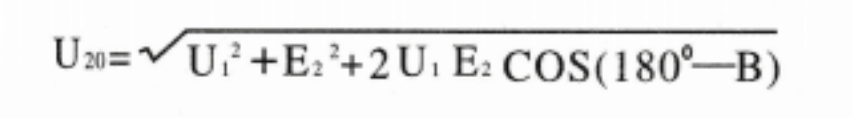 U₂₀=√U₁²+E₂²+2U₁ E₂ COS(180°—B)